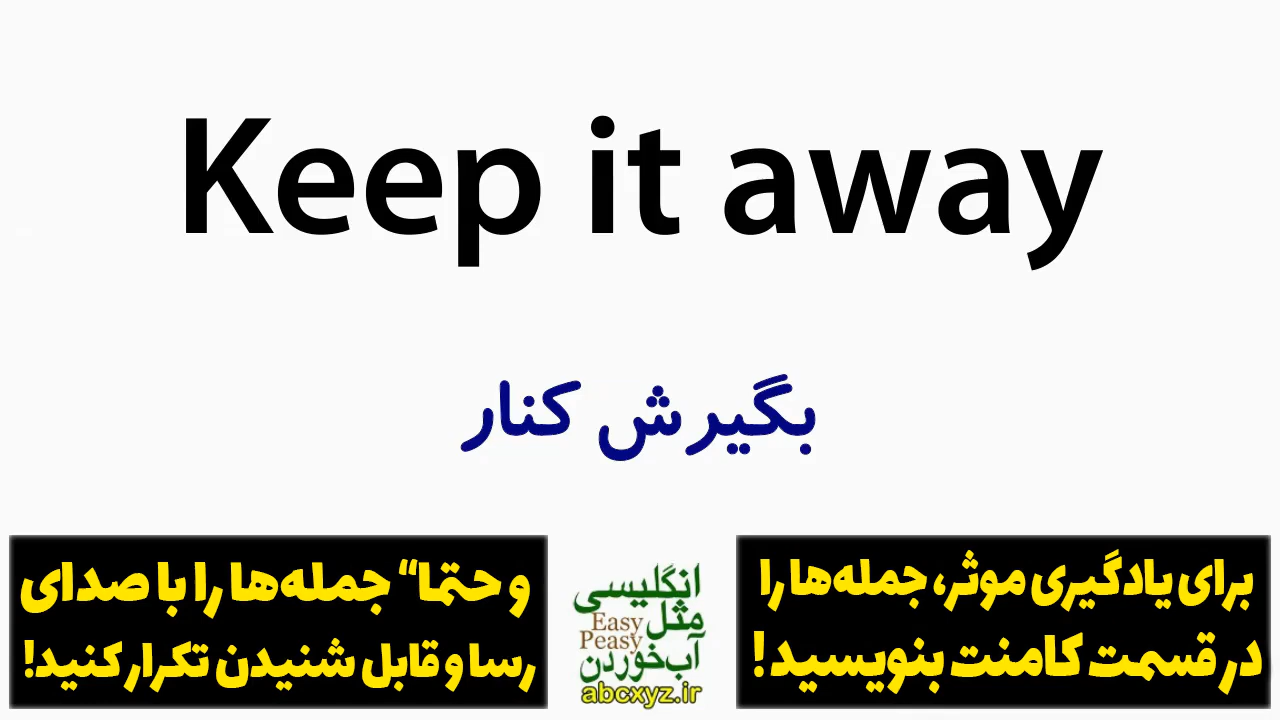 Keep it away
بگیرش کنار
برای یادگیری موثر، جمله‌ها را
در قسمت کامنت بنویسید!
انگلیسی
مثل
Easy
Peasy
آب‌خوردن
abcxyz.ir
و حتما“ جمله‌ها را با صدای
رسا و قابل شنیدن تکرار کنید!